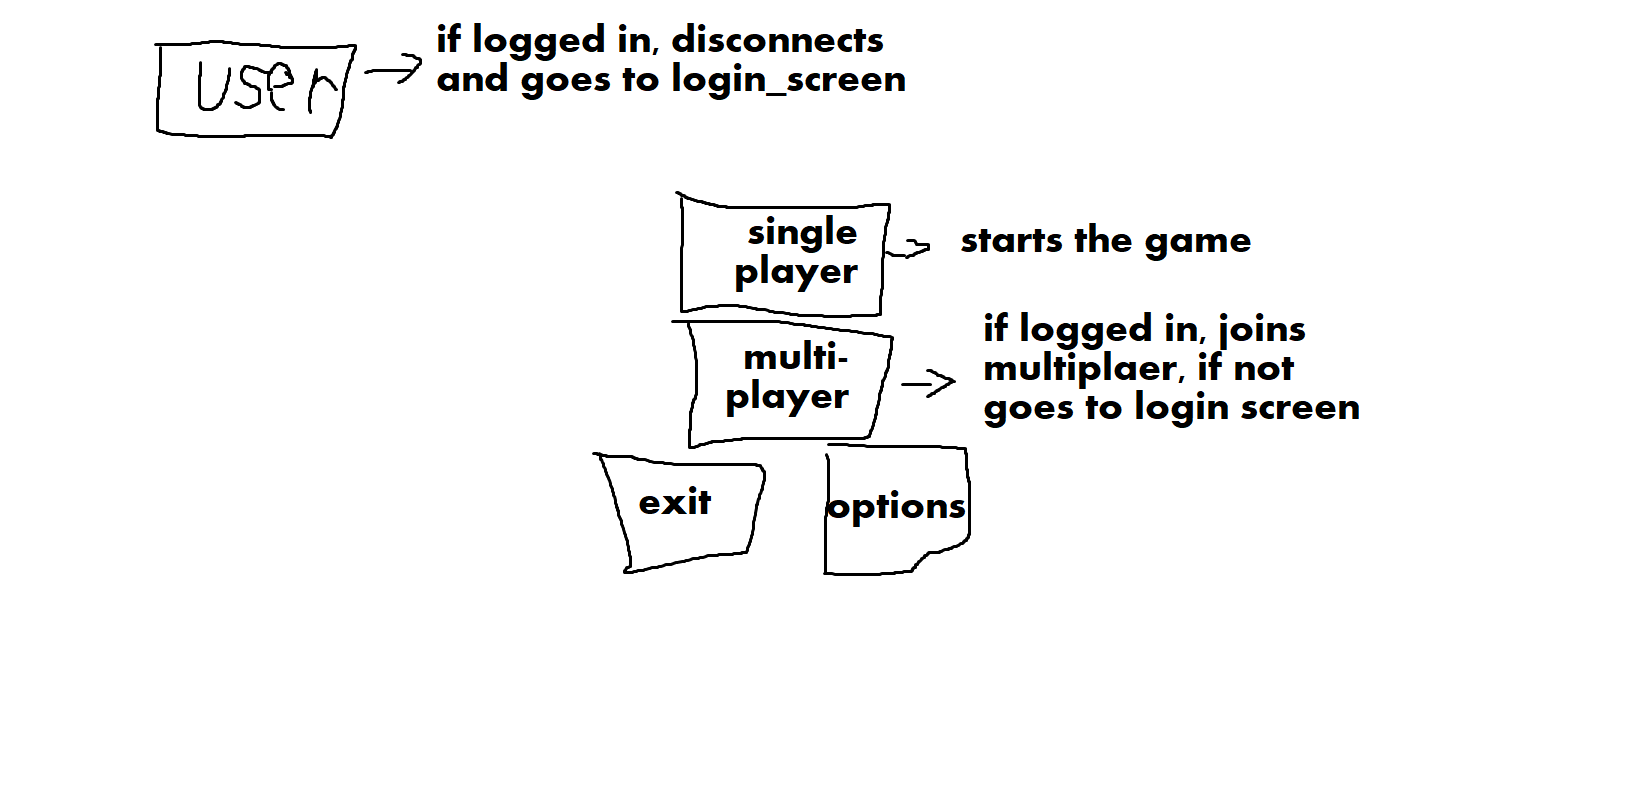 user
if logged in, disconnects
and goes to login_screen
single
player
starts the game
multi-
player
if logged in, joins
multiplaer, if not
goes to login screen
exit
options